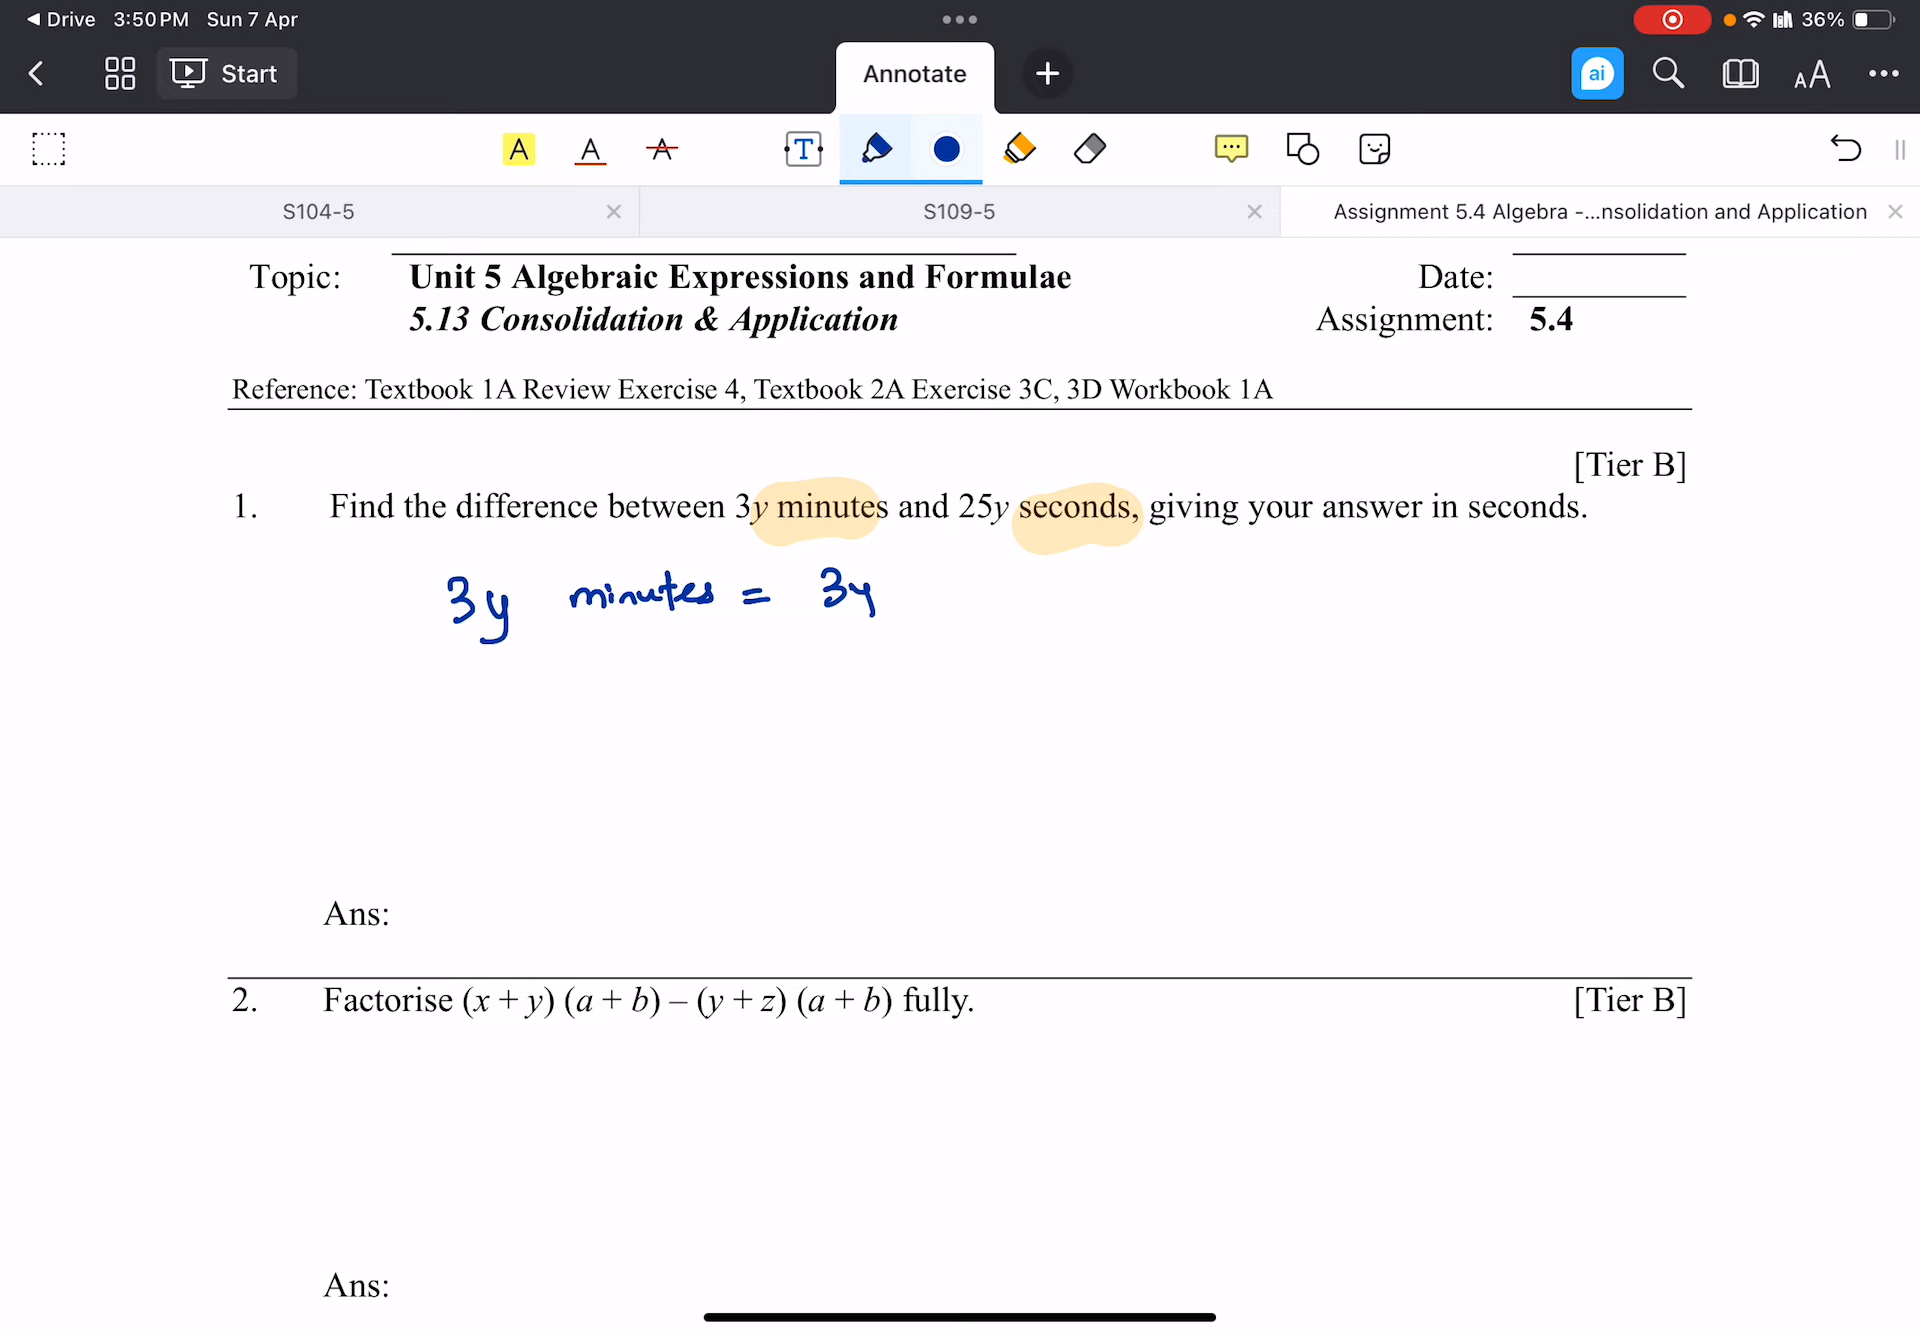 Drive 3:50 PM Sun 7 Apr
36%
Start
Annotate
ai
AA
A A A T
S104-5
S109-5
Assignment 5.4 Algebra -...nsolidation and Application
Topic: Unit 5 Algebraic Expressions and Formulae Date:
5.13 Consolidation & Application Assignment: 5.4
Reference: Textbook 1A Review Exercise 4, Textbook 2A Exercise 3C, 3D Workbook 1A
[Tier B]
1. Find the difference between 3y minutes and 25y seconds, giving your answer in seconds.
3y minutes = 3y
Ans:
2. Factorise (x + y) (a + b) – (y + z) (a + b) fully. [Tier B]
Ans: